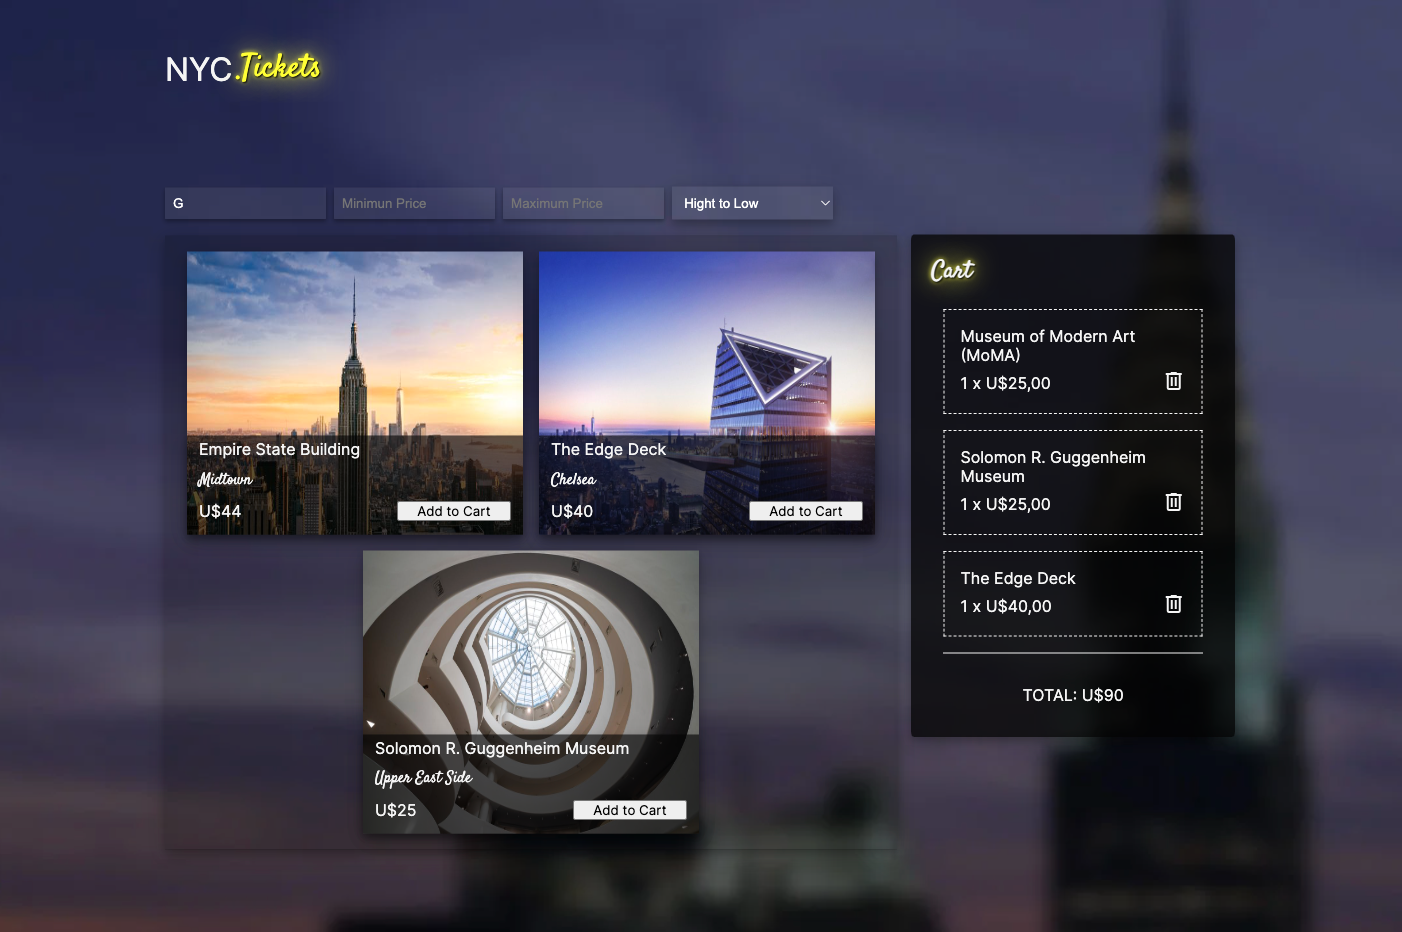 NYC.Tickets
G
Minimun Price
Maximum Price
Hight to Low
Empire State Building
Midtown
U$44
Add to Cart
The Edge Deck
Chelsea
U$40
Add to Cart
Solomon R. Guggenheim Museum
Upper East Side
U$25
Add to Cart
Cart
Museum of Modern Art
(MoMA)
1 x U$25,00
Solomon R. Guggenheim
Museum
1 x U$25,00
The Edge Deck
1 x U$40,00
TOTAL: U$90